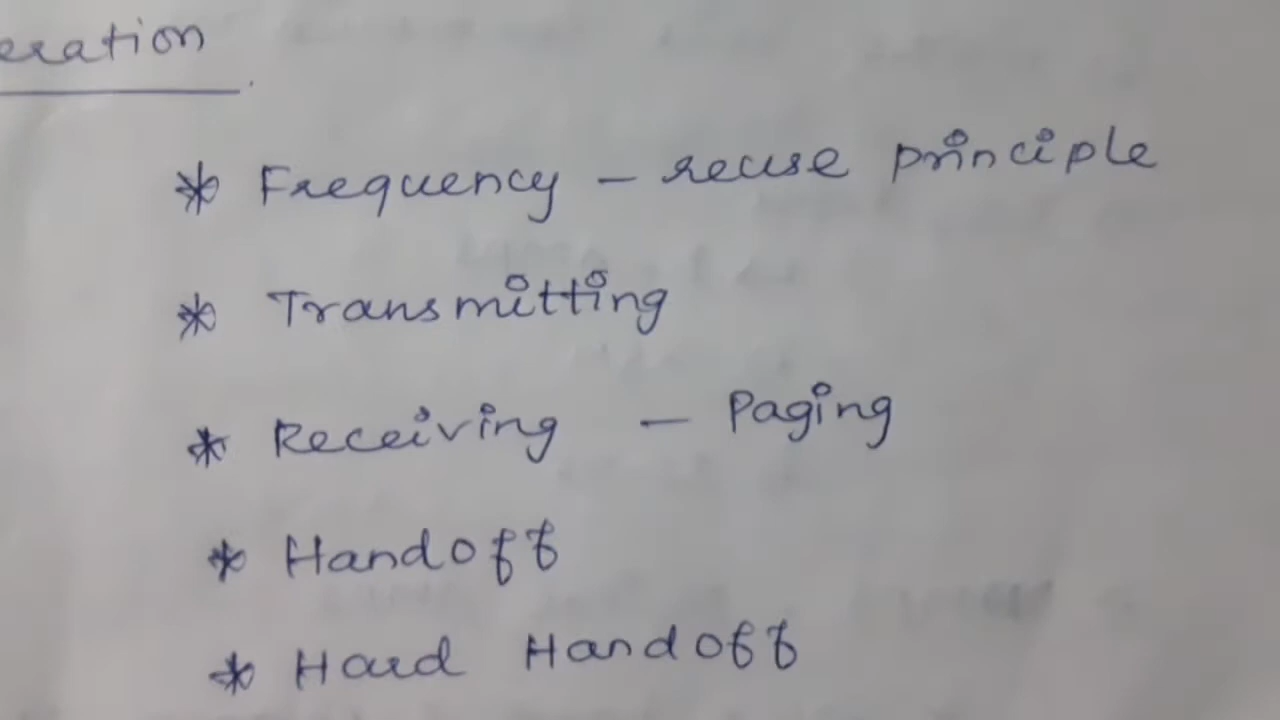 eration
* Frequency - reuse principle
* Transmitting
* Receiving - Paging
* Handoff
* Hard Handoff